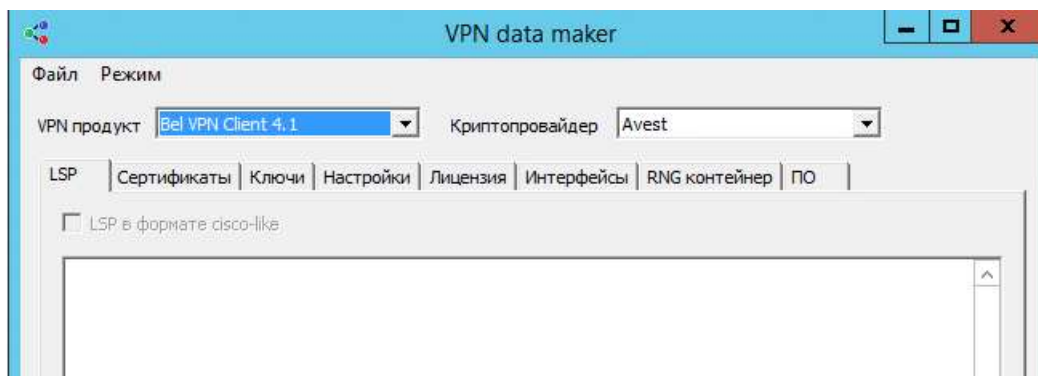 VPN data maker
Файл Режим
VPN продукт Bel VPN Client 4.1 Криптопровайдер Avest
LSP Сертификаты Ключи Настройки Лицензия Интерфейсы RNG контейнер ПО
LSP в формате cisco-like